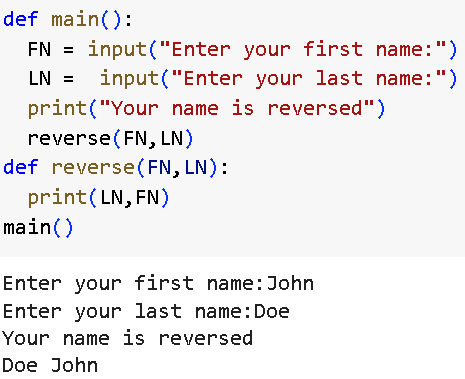 def main():
  FN = input("Enter your first name:")
  LN =  input("Enter your last name:")
  print("Your name is reversed")
  reverse(FN,LN)
def reverse(FN,LN):
  print(LN,FN)
main()
Enter your first name:John
Enter your last name:Doe
Your name is reversed
Doe John